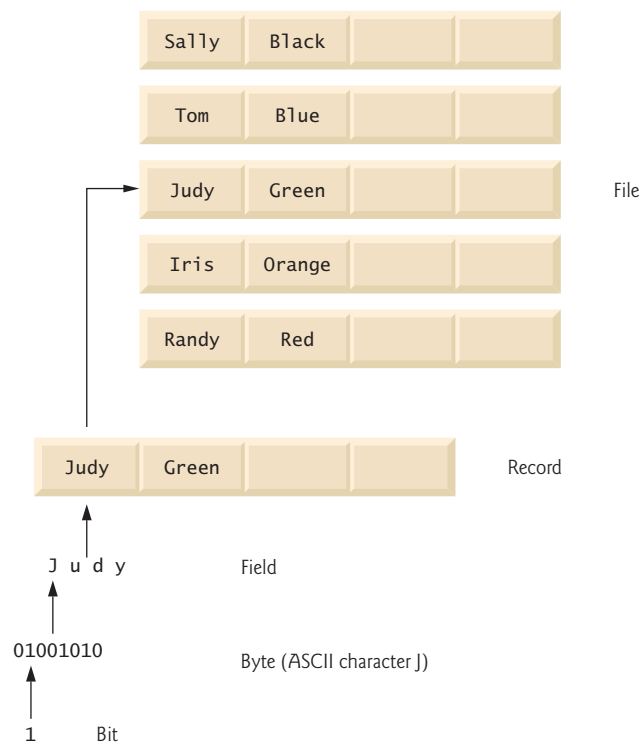 Sally Black
Tom Blue
Judy Green File
Iris Orange
Randy Red
Judy Green Record
J u d y Field
01001010 Byte (ASCII character J)
1 Bit